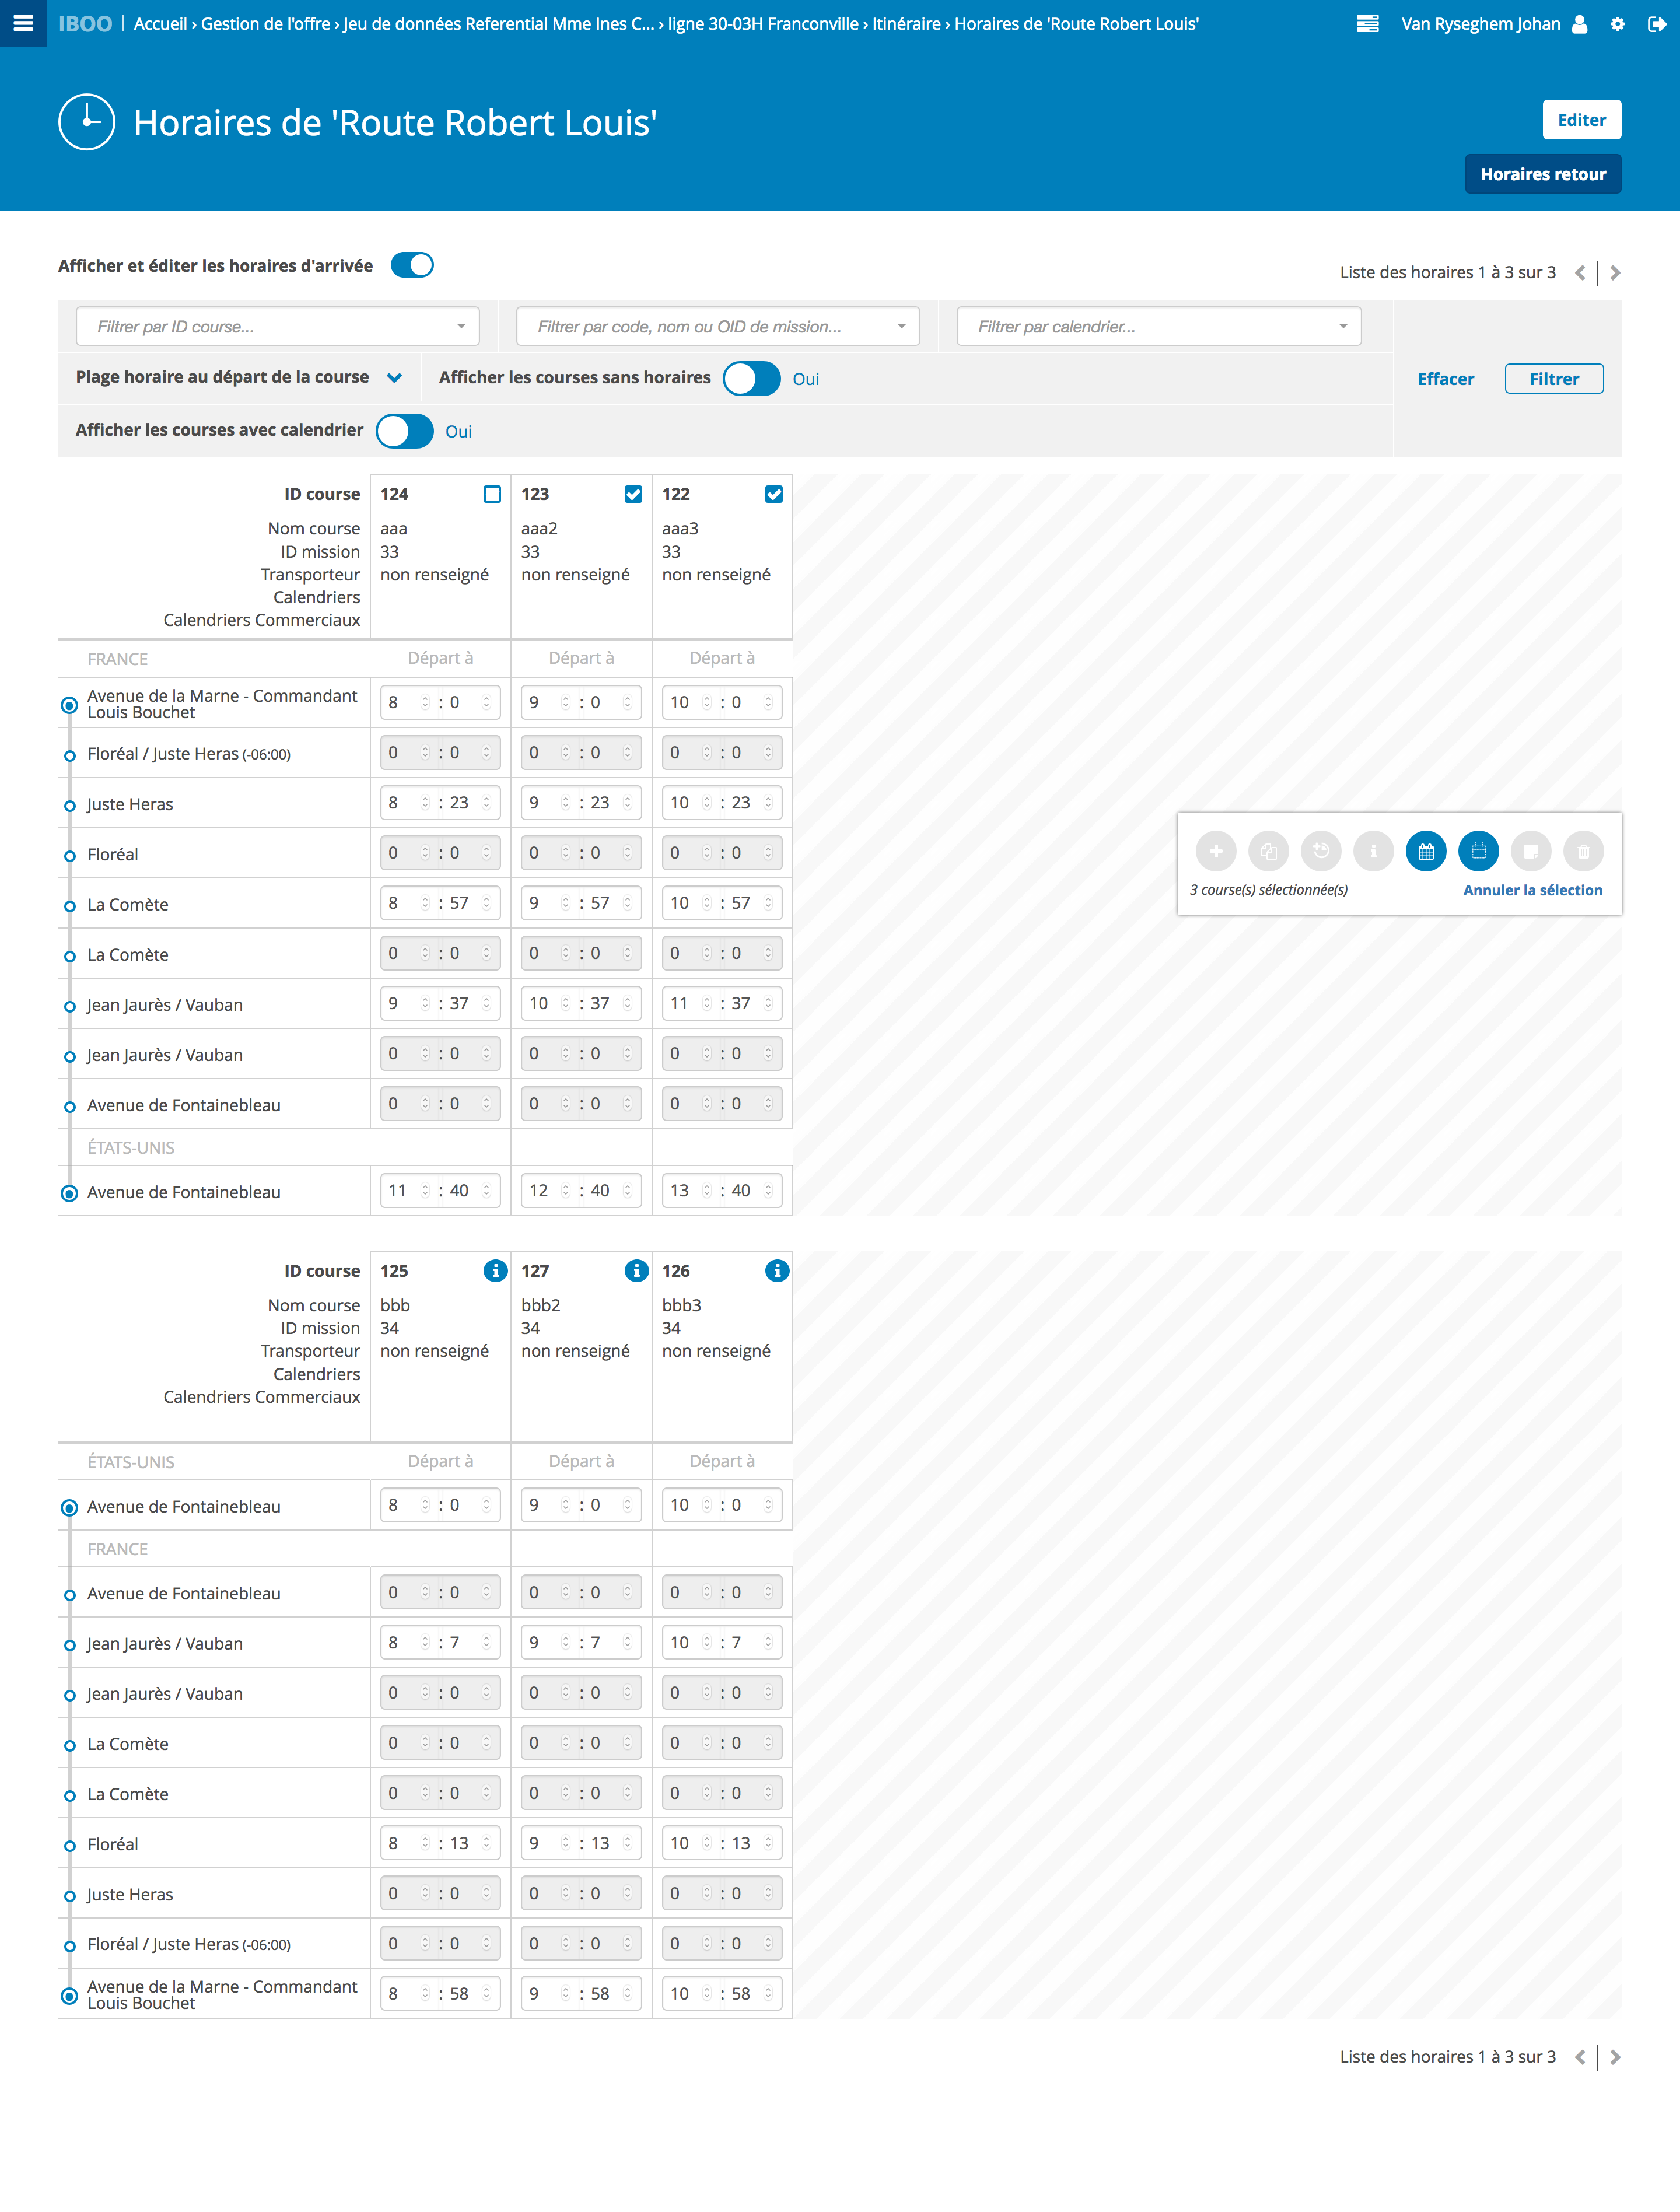 IBOO | Accueil › Gestion de l'offre › Jeu de données Referential Mme Ines C... › ligne 30-03H Franconville › Itinéraire › Horaires de 'Route Robert Louis' Van Ryseghem Johan
Horaires de 'Route Robert Louis'
Editer
Horaires retour
Afficher et éditer les horaires d'arrivée
Liste des horaires 1 à 3 sur 3
Filtrer par ID course... Filtrer par code, nom ou OID de mission... Filtrer par calendrier...
Plage horaire au départ de la course Afficher les courses sans horaires Oui Effacer Filtrer
Afficher les courses avec calendrier Oui
ID course 124 123 122
Nom course aaa aaa2 aaa3
ID mission 33 33 33
Transporteur non renseigné non renseigné non renseigné
Calendriers
Calendriers Commerciaux
FRANCE Départ à Départ à Départ à
Avenue de la Marne - Commandant
Louis Bouchet 8 : 0 9 : 0 10 : 0
Floréal / Juste Heras (-06:00) 0 : 0 0 : 0 0 : 0
Juste Heras 8 : 23 9 : 23 10 : 23
Floréal 0 : 0 0 : 0 0 : 0
3 course(s) sélectionnée(s) Annuler la sélection
La Comète 8 : 57 9 : 57 10 : 57
La Comète 0 : 0 0 : 0 0 : 0
Jean Jaurès / Vauban 9 : 37 10 : 37 11 : 37
Jean Jaurès / Vauban 0 : 0 0 : 0 0 : 0
Avenue de Fontainebleau 0 : 0 0 : 0 0 : 0
ÉTATS-UNIS
Avenue de Fontainebleau 11 : 40 12 : 40 13 : 40
ID course 125 127 126
Nom course bbb bbb2 bbb3
ID mission 34 34 34
Transporteur non renseigné non renseigné non renseigné
Calendriers
Calendriers Commerciaux
ÉTATS-UNIS Départ à Départ à Départ à
Avenue de Fontainebleau 8 : 0 9 : 0 10 : 0
FRANCE
Avenue de Fontainebleau 0 : 0 0 : 0 0 : 0
Jean Jaurès / Vauban 8 : 7 9 : 7 10 : 7
Jean Jaurès / Vauban 0 : 0 0 : 0 0 : 0
La Comète 0 : 0 0 : 0 0 : 0
La Comète 0 : 0 0 : 0 0 : 0
Floréal 8 : 13 9 : 13 10 : 13
Juste Heras 0 : 0 0 : 0 0 : 0
Floréal / Juste Heras (-06:00) 0 : 0 0 : 0 0 : 0
Avenue de la Marne - Commandant
Louis Bouchet 8 : 58 9 : 58 10 : 58
Liste des horaires 1 à 3 sur 3